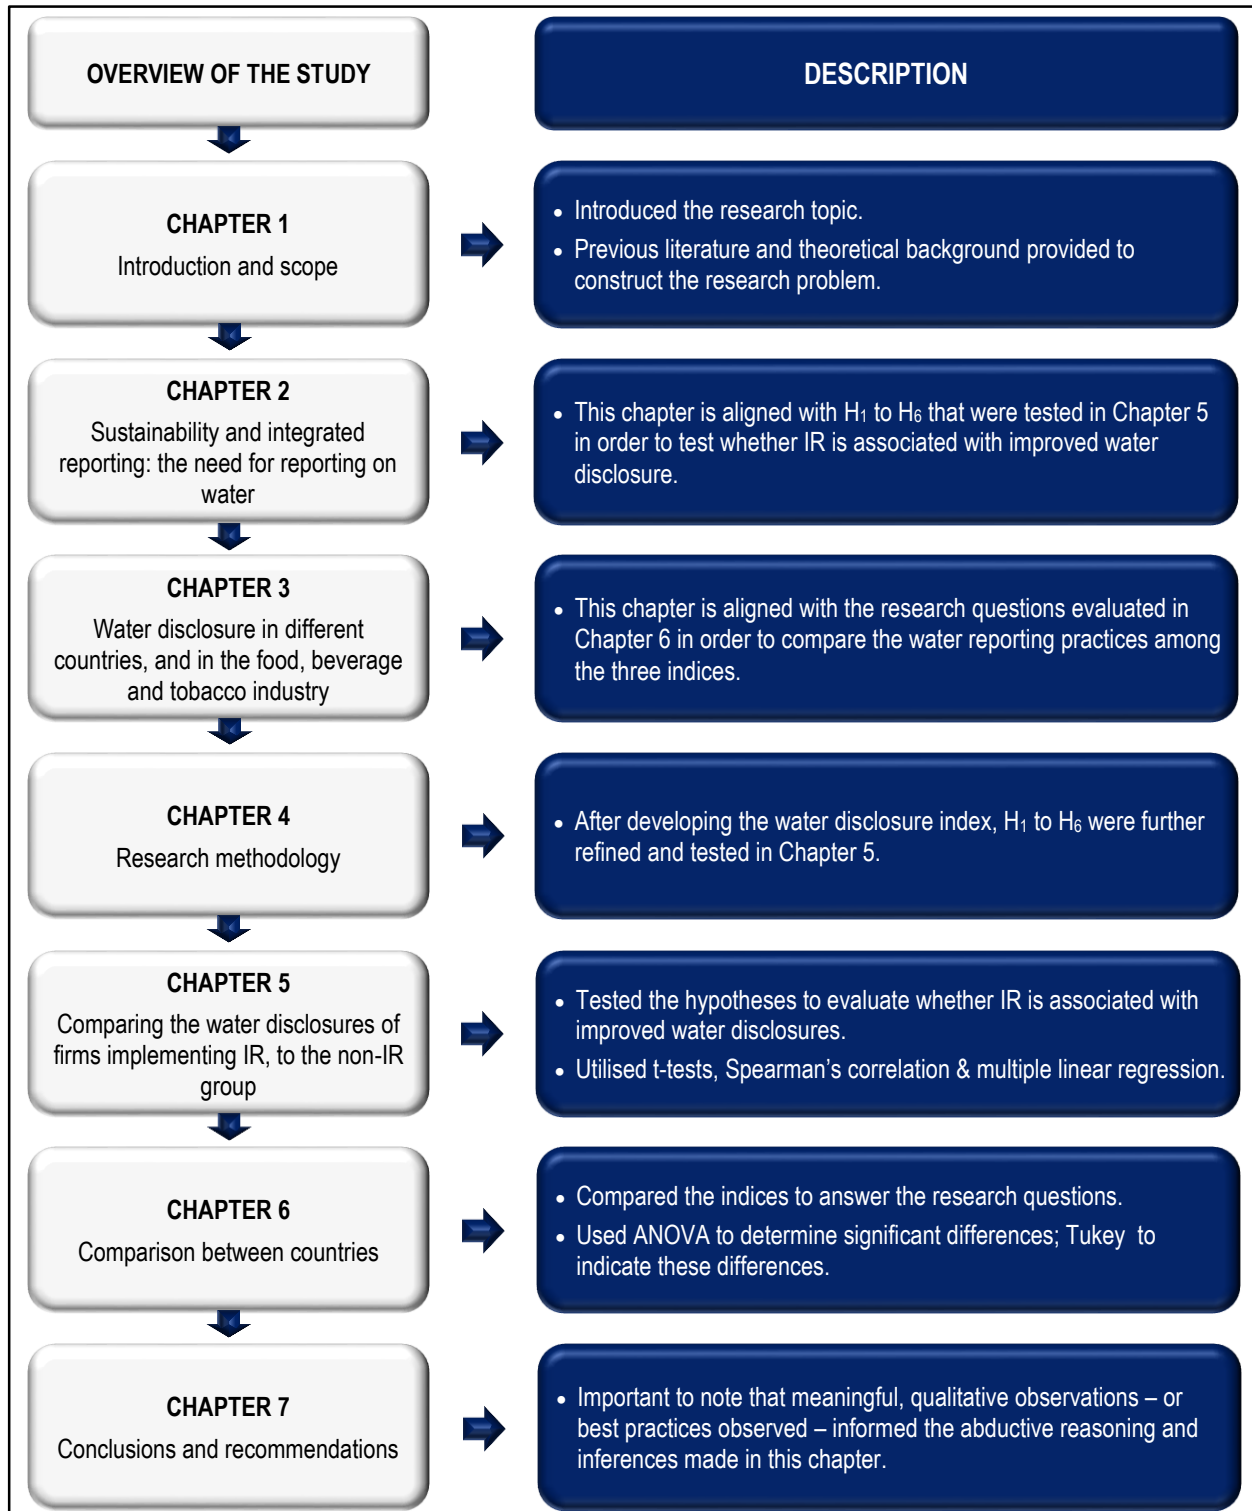 OVERVIEW OF THE STUDY
DESCRIPTION
CHAPTER 1
Introduction and scope
• Introduced the research topic.
• Previous literature and theoretical background provided to
construct the research problem.
CHAPTER 2
Sustainability and integrated
reporting: the need for reporting on
water
• This chapter is aligned with H₁ to H₆ that were tested in Chapter 5
in order to test whether IR is associated with improved water
disclosure.
CHAPTER 3
Water disclosure in different
countries, and in the food, beverage
and tobacco industry
• This chapter is aligned with the research questions evaluated in
Chapter 6 in order to compare the water reporting practices among
the three indices.
CHAPTER 4
Research methodology
• After developing the water disclosure index, H₁ to H₆ were further
refined and tested in Chapter 5.
CHAPTER 5
Comparing the water disclosures of
firms implementing IR, to the non-IR
group
• Tested the hypotheses to evaluate whether IR is associated with
improved water disclosures.
• Utilised t-tests, Spearman’s correlation & multiple linear regression.
CHAPTER 6
Comparison between countries
• Compared the indices to answer the research questions.
• Used ANOVA to determine significant differences; Tukey to
indicate these differences.
CHAPTER 7
Conclusions and recommendations
• Important to note that meaningful, qualitative observations – or
best practices observed – informed the abductive reasoning and
inferences made in this chapter.